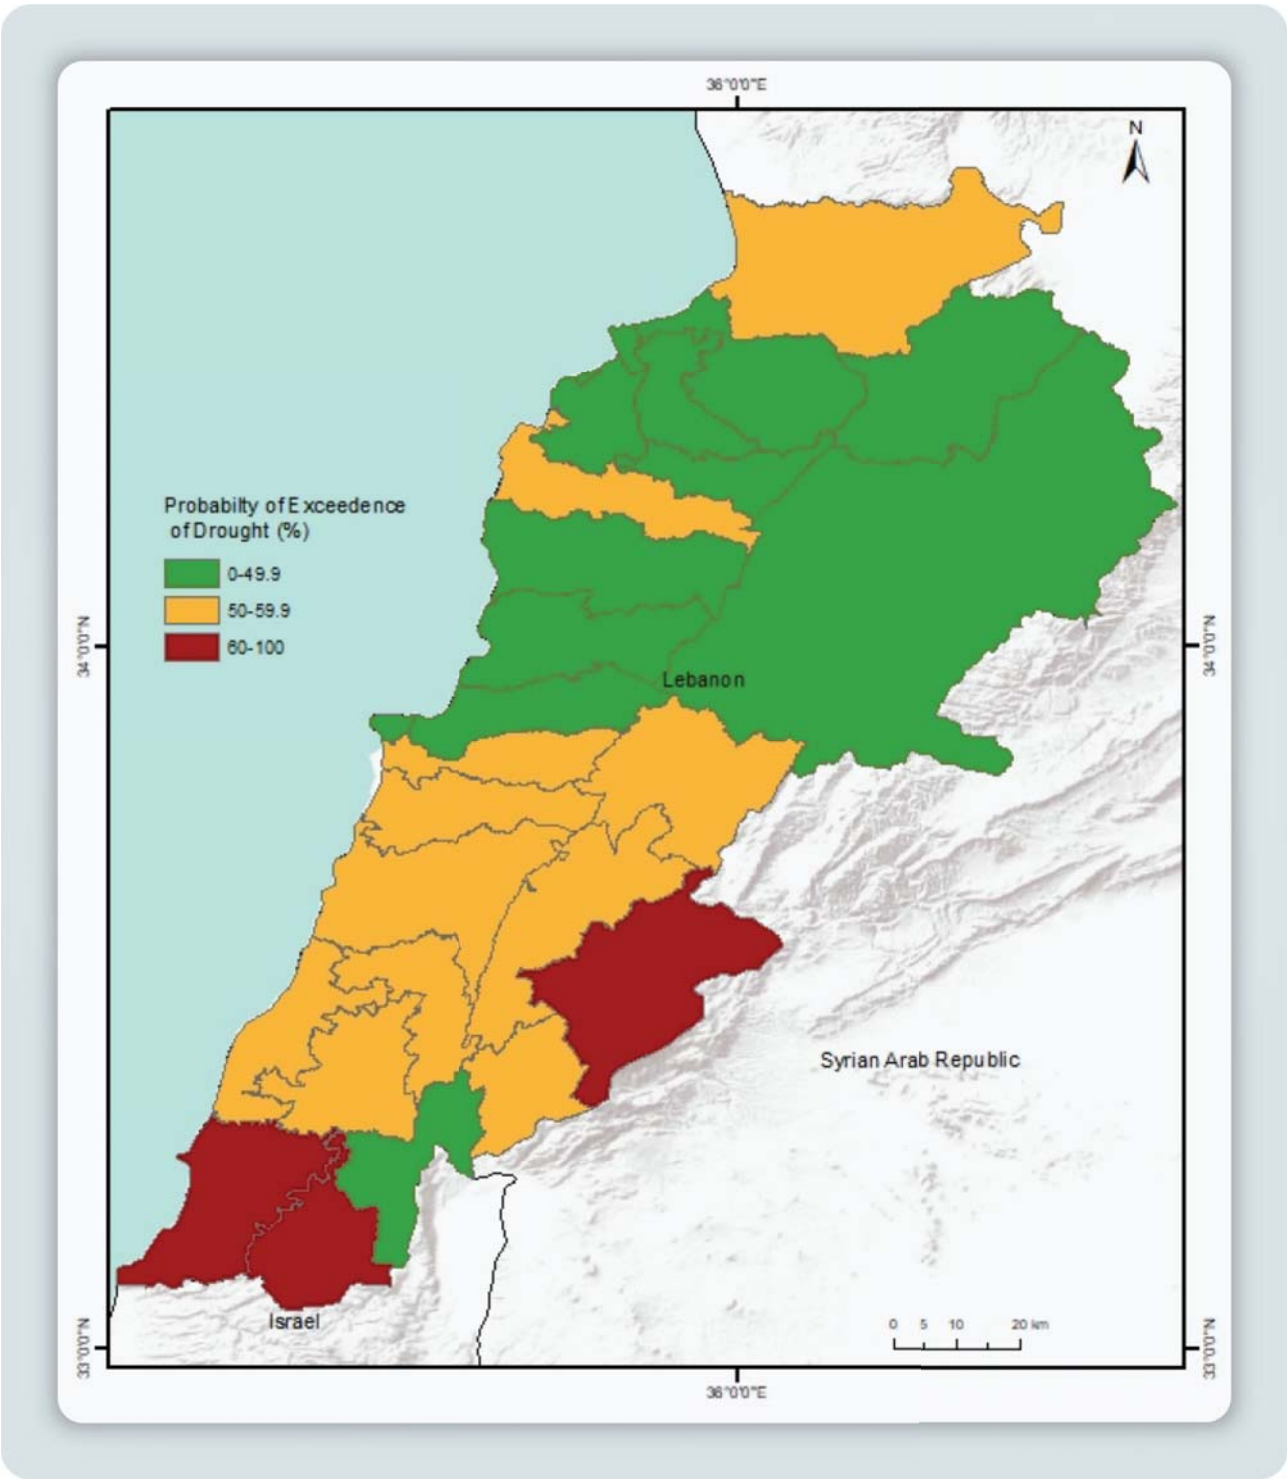 36°0'0"E
N
Probabilty of Exceedence
of Drought (%)
0-49.9
50-59.9
60-100
34°0'0"N
34°0'0"N
Lebanon
Syrian Arab Republic
Israel
0 5 10 20 km
33°0'0"N
33°0'0"N
36°0'0"E